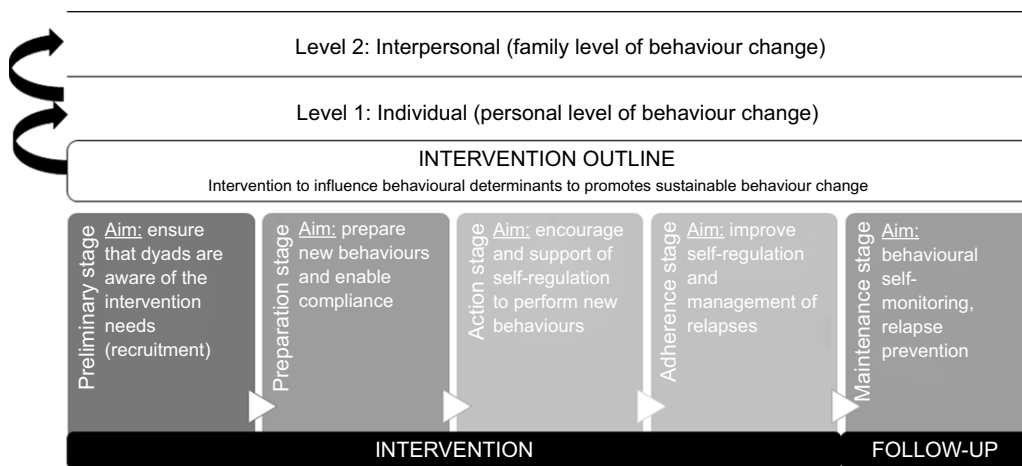 Level 2: Interpersonal (family level of behaviour change)
Level 1: Individual (personal level of behaviour change)
INTERVENTION OUTLINE
Intervention to influence behavioural determinants to promotes sustainable behaviour change
Preliminary stage
Aim: ensure
that dyads are
aware of the
intervention
needs
(recruitment)
Preparation stage
Aim: prepare
new behaviours
and enable
compliance
Action stage
Aim: encourage
and support of
self-regulation
to perform new
behaviours
Adherence stage
Aim: improve
self-regulation
and
management of
relapses
Maintenance stage
Aim:
behavioural
self-
monitoring,
relapse
prevention
INTERVENTION
FOLLOW-UP